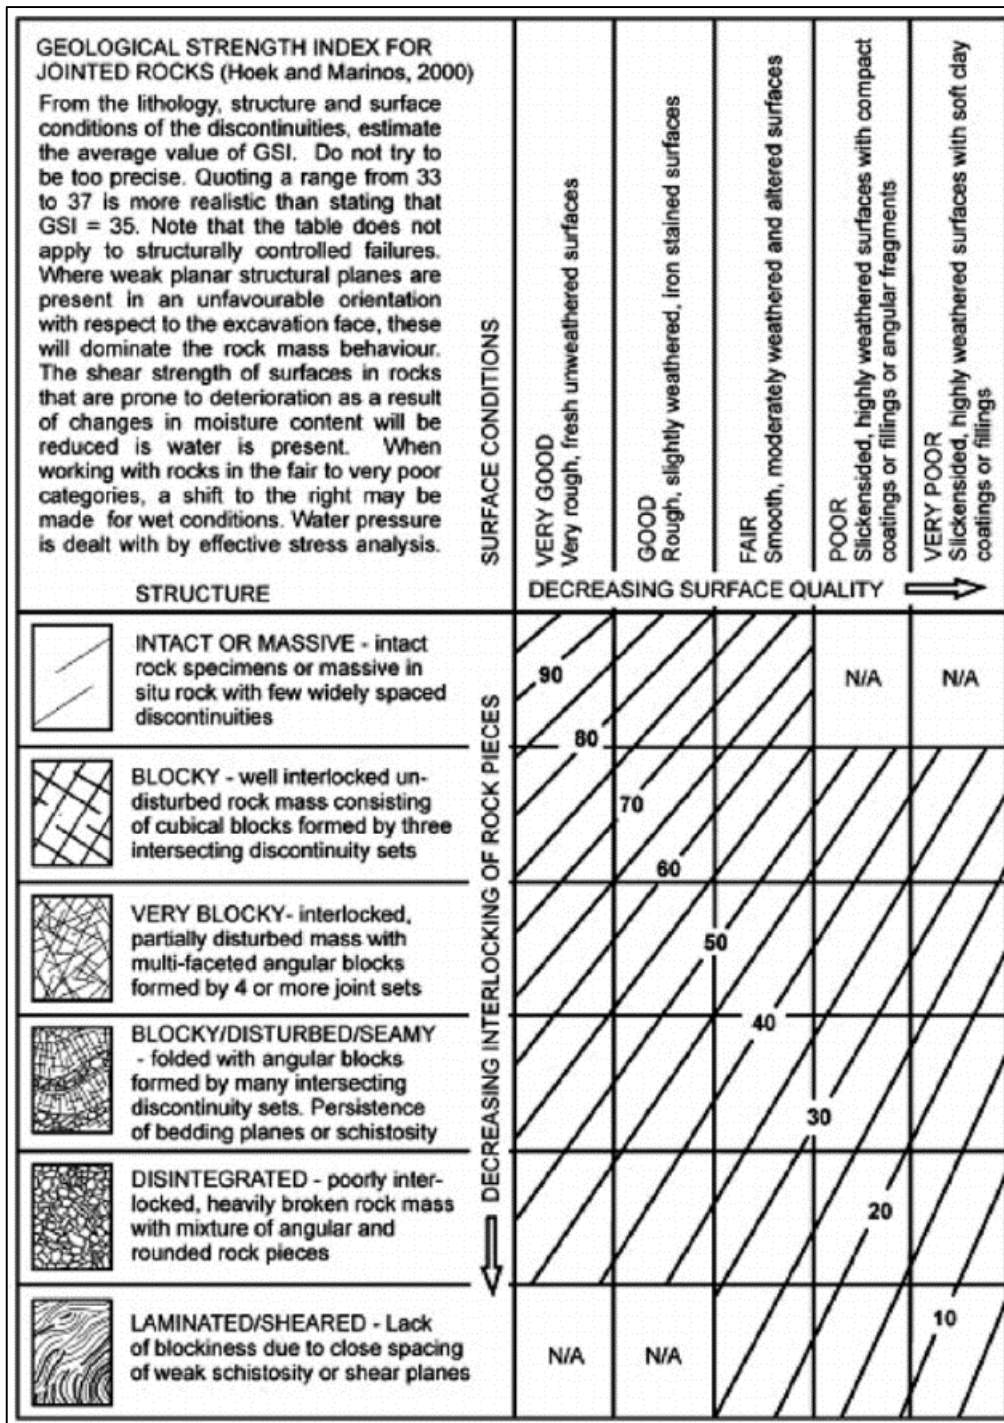 GEOLOGICAL STRENGTH INDEX FOR
JOINTED ROCKS (Hoek and Marinos, 2000)
From the lithology, structure and surface
conditions of the discontinuities, estimate
the average value of GSI. Do not try to
be too precise. Quoting a range from 33
to 37 is more realistic than stating that
GSI = 35. Note that the table does not
apply to structurally controlled failures.
Where weak planar structural planes are
present in an unfavourable orientation
with respect to the excavation face, these
will dominate the rock mass behaviour.
The shear strength of surfaces in rocks
that are prone to deterioration as a result
of changes in moisture content will be
reduced is water is present. When
working with rocks in the fair to very poor
categories, a shift to the right may be
made for wet conditions. Water pressure
is dealt with by effective stress analysis.
STRUCTURE
SURFACE CONDITIONS
VERY GOOD
Very rough, fresh unweathered surfaces
GOOD
Rough, slightly weathered, iron stained surfaces
FAIR
Smooth, moderately weathered and altered surfaces
POOR
Slickensided, highly weathered surfaces with compact
coatings or fillings or angular fragments
VERY POOR
Slickensided, highly weathered surfaces with soft clay
coatings or fillings
DECREASING SURFACE QUALITY
DECREASING INTERLOCKING OF ROCK PIECES
INTACT OR MASSIVE - intact
rock specimens or massive in
situ rock with few widely spaced
discontinuities
90
N/A
N/A
80
BLOCKY - well interlocked un-
disturbed rock mass consisting
of cubical blocks formed by three
intersecting discontinuity sets
70
60
VERY BLOCKY- interlocked,
partially disturbed mass with
multi-faceted angular blocks
formed by 4 or more joint sets
50
40
BLOCKY/DISTURBED/SEAMY
- folded with angular blocks
formed by many intersecting
discontinuity sets. Persistence
of bedding planes or schistosity
30
DISINTEGRATED - poorly inter-
locked, heavily broken rock mass
with mixture of angular and
rounded rock pieces
20
LAMINATED/SHEARED - Lack
of blockiness due to close spacing
of weak schistosity or shear planes
N/A
N/A
10